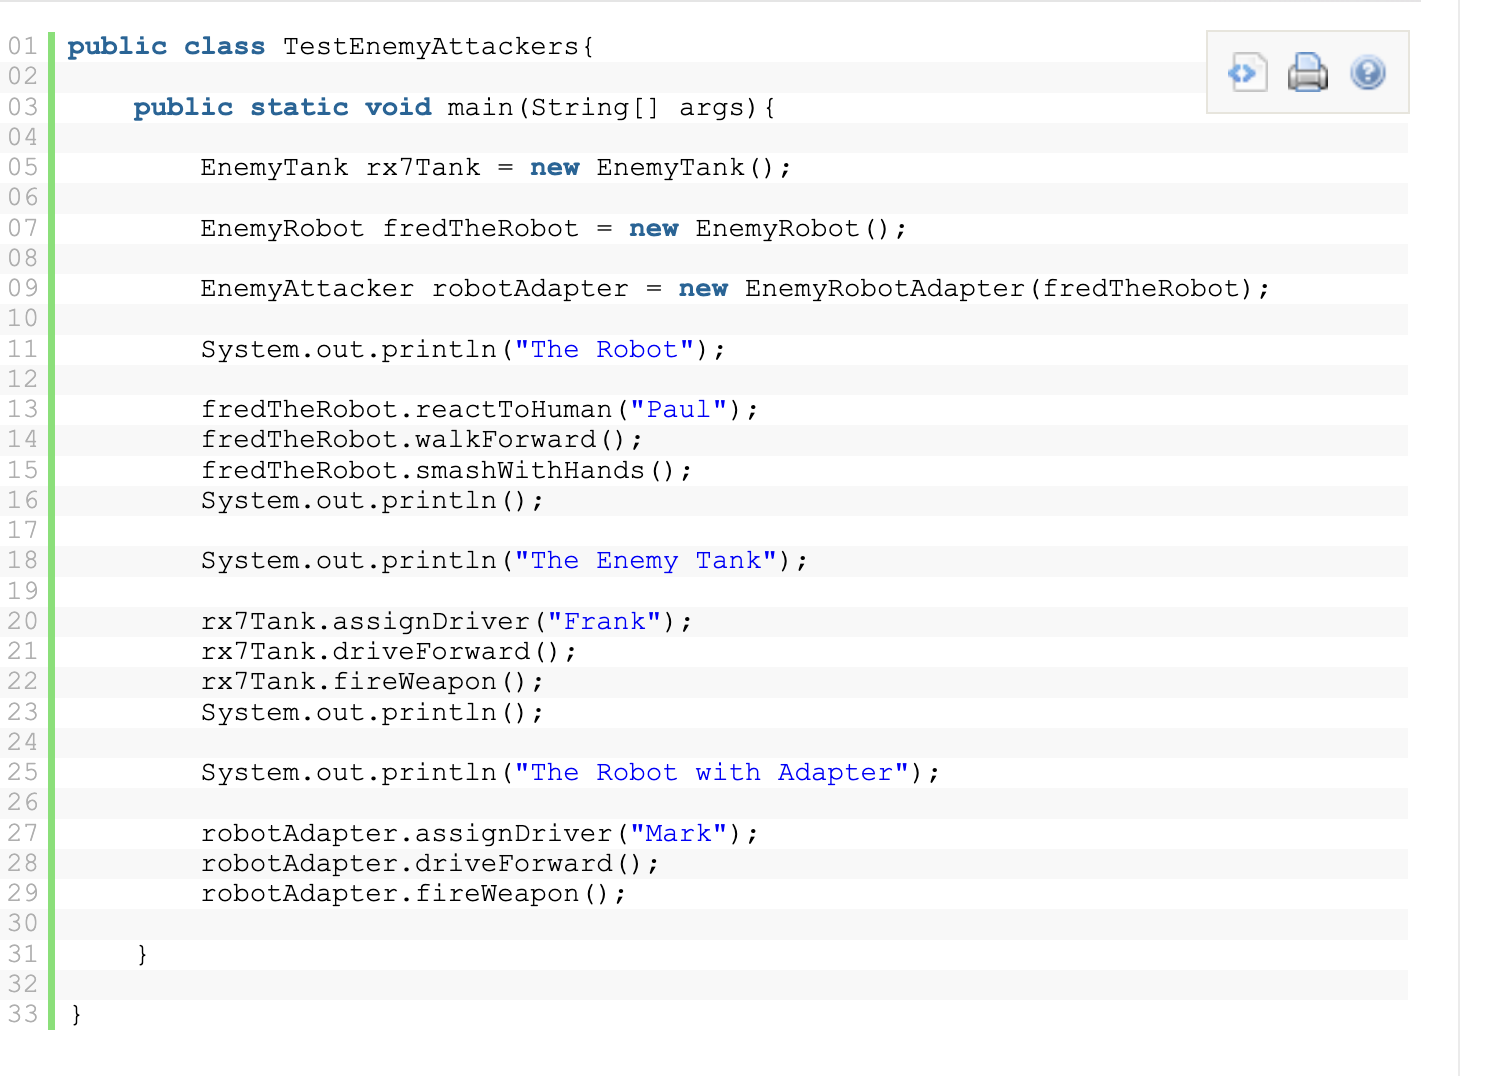 01 public class TestEnemyAttackers{
02
03     public static void main(String[] args){
04
05         EnemyTank rx7Tank = new EnemyTank();
06
07         EnemyRobot fredTheRobot = new EnemyRobot();
08
09         EnemyAttacker robotAdapter = new EnemyRobotAdapter(fredTheRobot);
10
11         System.out.println("The Robot");
12
13         fredTheRobot.reactToHuman("Paul");
14         fredTheRobot.walkForward();
15         fredTheRobot.smashWithHands();
16         System.out.println();
17
18         System.out.println("The Enemy Tank");
19
20         rx7Tank.assignDriver("Frank");
21         rx7Tank.driveForward();
22         rx7Tank.fireWeapon();
23         System.out.println();
24
25         System.out.println("The Robot with Adapter");
26
27         robotAdapter.assignDriver("Mark");
28         robotAdapter.driveForward();
29         robotAdapter.fireWeapon();
30
31     }
32
33 }